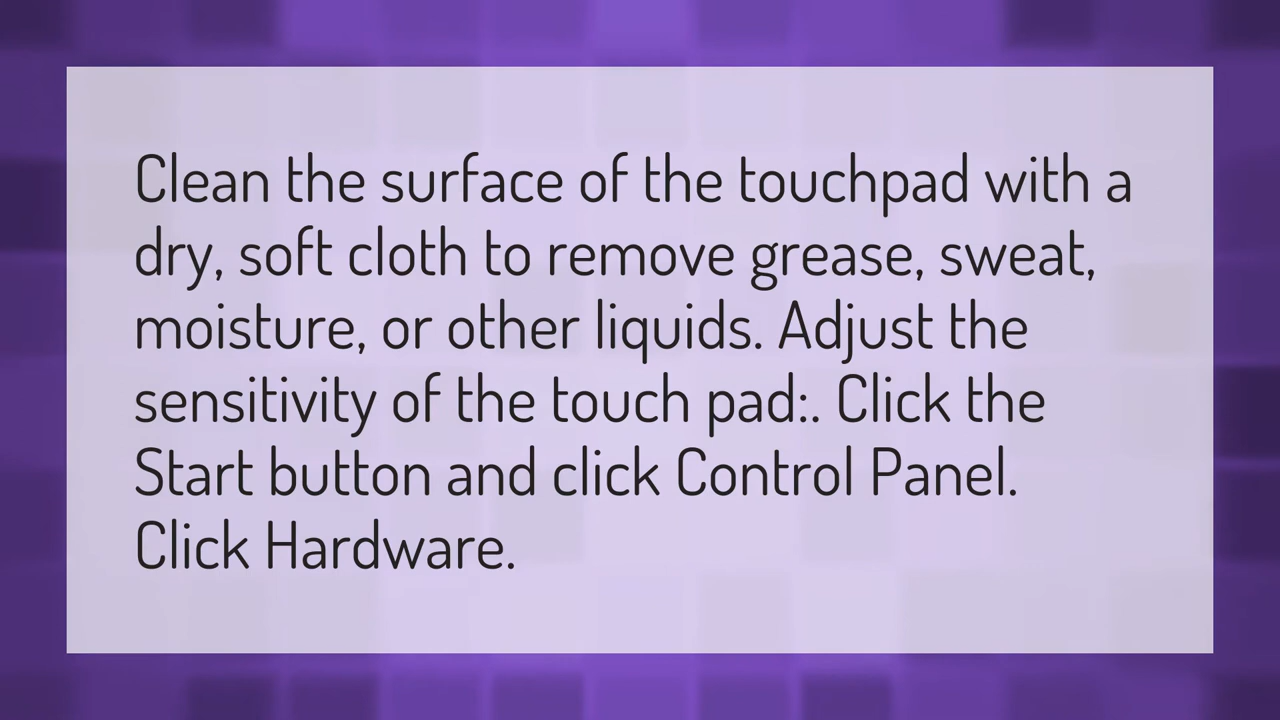 Clean the surface of the touchpad with a
dry, soft cloth to remove grease, sweat,
moisture, or other liquids. Adjust the
sensitivity of the touch pad:. Click the
Start button and click Control Panel.
Click Hardware.